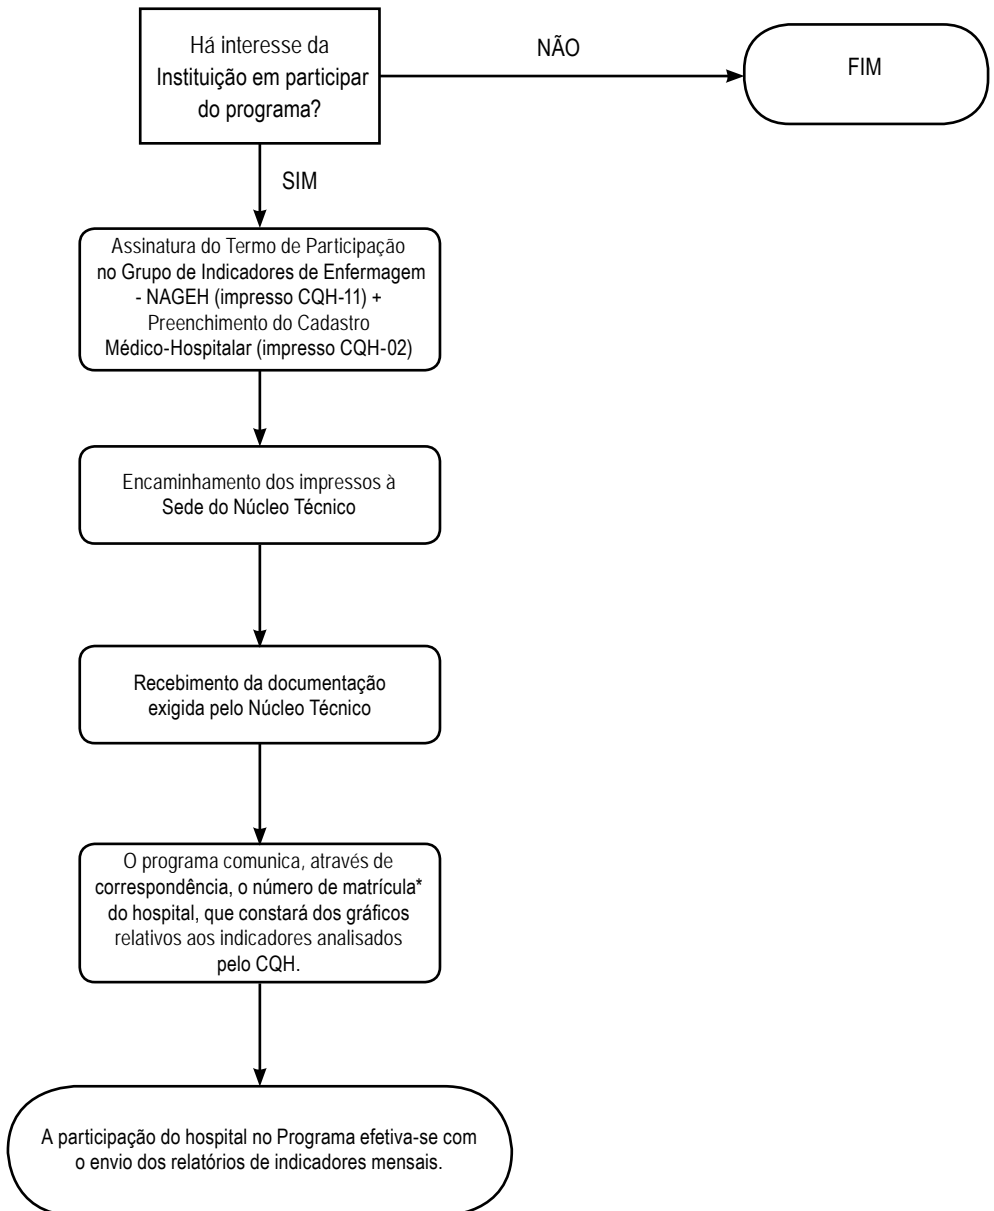 Há interesse da
Instituição em participar
do programa?
NÃO
FIM
SIM
Assinatura do Termo de Participação
no Grupo de Indicadores de Enfermagem
- NAGEH (impresso CQH-11) +
Preenchimento do Cadastro
Médico-Hospitalar (impresso CQH-02)
Encaminhamento dos impressos à
Sede do Núcleo Técnico
Recebimento da documentação
exigida pelo Núcleo Técnico
O programa comunica, através de
correspondência, o número de matrícula*
do hospital, que constará dos gráficos
relativos aos indicadores analisados
pelo CQH.
A participação do hospital no Programa efetiva-se com
o envio dos relatórios de indicadores mensais.